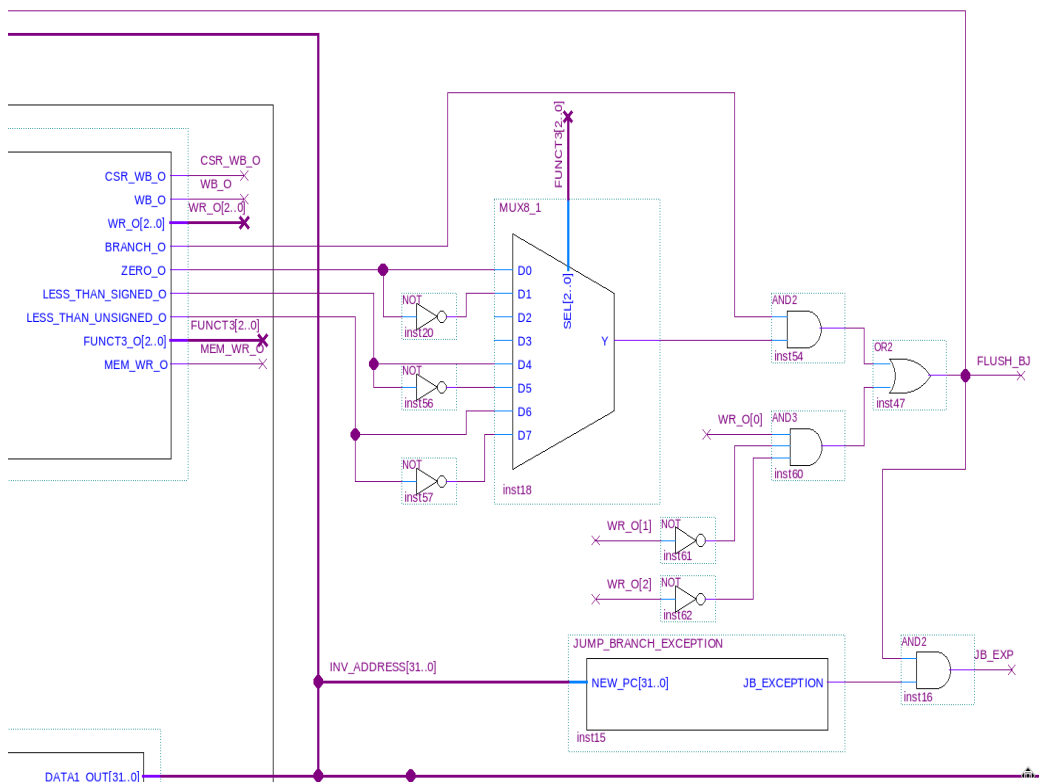 FUNCT3[2..0]
CSR_WB_O
CSR_WB_O
WB_O
WB_O
WR_O[2..0]
WR_O[2..0]
BRANCH_O
ZERO_O
LESS_THAN_SIGNED_O
LESS_THAN_UNSIGNED_O
FUNCT3[2..0]
FUNCT3_O[2..0]
MEM_WR_O
MEM_WR_O
NOT
inst20
NOT
inst56
NOT
inst57
MUX8_1
SEL[2..0]
D0
D1
D2
D3
D4
D5
D6
D7
Y
inst18
AND2
inst54
OR2
inst47
FLUSH_BJ
WR_O[0]
AND3
inst60
WR_O[1]
NOT
inst61
WR_O[2]
NOT
inst62
JUMP_BRANCH_EXCEPTION
INV_ADDRESS[31..0]
NEW_PC[31..0]
JB_EXCEPTION
inst15
AND2
JB_EXP
inst16
DATA1_OUT[31..0]